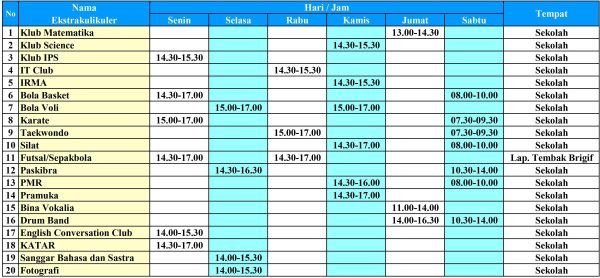 No Nama Ekstrakulikuler Hari / Jam Tempat
Senin Selasa Rabu Kamis Jumat Sabtu
1 Klub Matematika 13.00-14.30 Sekolah
2 Klub Science 14.30-15.30 Sekolah
3 Klub IPS 14.30-15.30 Sekolah
4 IT Club 14.30-15.30 Sekolah
5 IRMA 14.30-15.30 Sekolah
6 Bola Basket 14.30-17.00 08.00-10.00 Sekolah
7 Bola Voli 15.00-17.00 15.00-17.00 Sekolah
8 Karate 15.00-17.00 07.30-09.30 Sekolah
9 Taekwondo 15.00-17.00 07.30-09.30 Sekolah
10 Silat 14.30-17.00 08.00-10.00 Sekolah
11 Futsal/Sepakbola 14.30-17.00 14.30-17.00 Lap. Tembak Brigif
12 Paskibra 14.30-16.30 10.30-14.00 Sekolah
13 PMR 14.30-16.00 08.00-10.00 Sekolah
14 Pramuka 14.30-17.00 Sekolah
15 Bina Vokalia 11.00-14.00 Sekolah
16 Drum Band 14.00-16.30 10.30-14.00 Sekolah
17 English Conversation Club 14.00-15.30 Sekolah
18 KATAR 14.30-17.00 Sekolah
19 Sanggar Bahasa dan Sastra 14.00-15.30 Sekolah
20 Fotografi 14.00-15.30 Sekolah